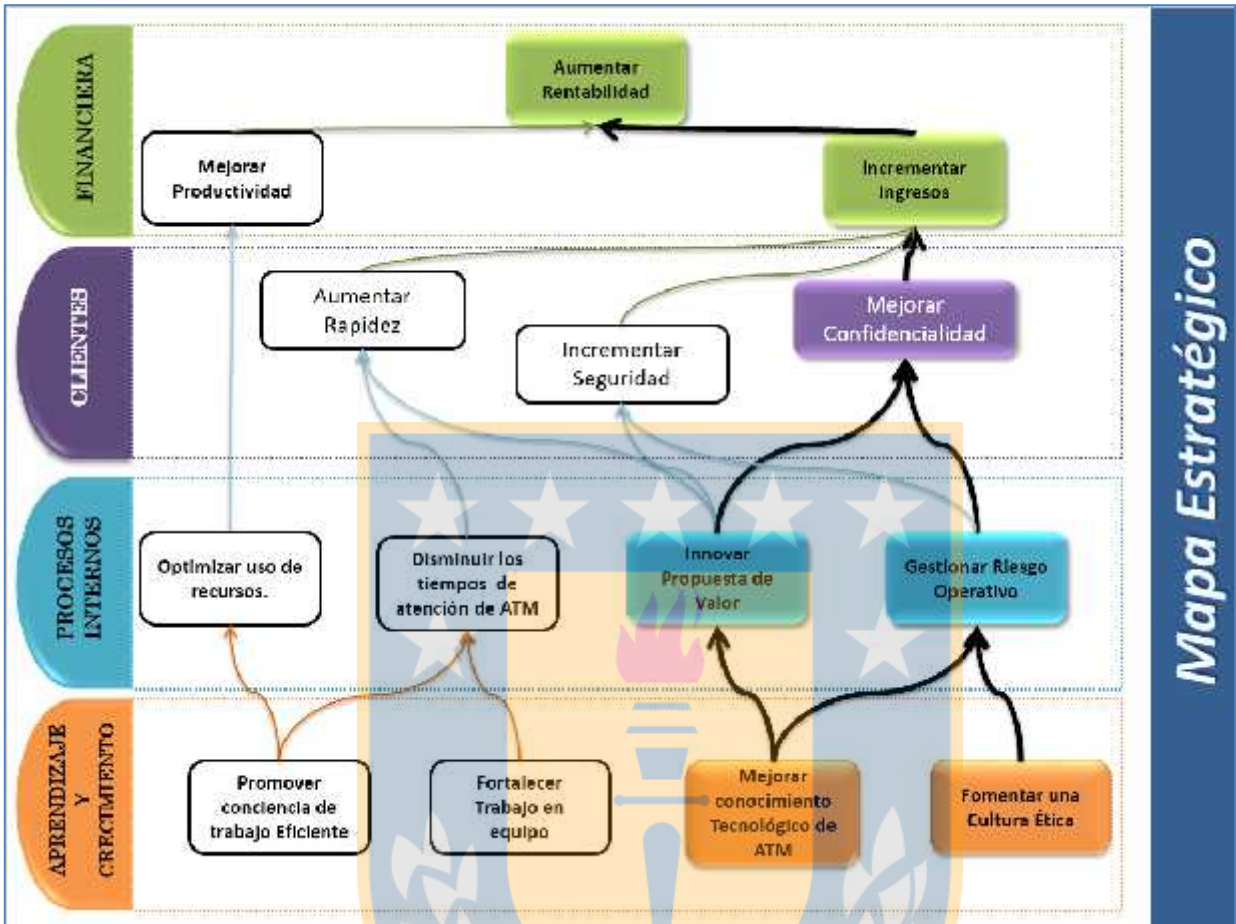 FINANCIERA
Aumentar
Rentabilidad
Mejorar
Productividad
Incrementar
Ingresos
CLIENTES
Aumentar
Rapidez
Incrementar
Seguridad
Mejorar
Confidencialidad
PROCESOS
INTERNOS
Optimizar uso de
recursos.
Disminuir los
tiempos de
atención de ATM
Innovar
Propuesta de
Valor
Gestionar Riesgo
Operativo
APRENDIZAJE
Y
CRECIMIENTO
Promover
conciencia de
trabajo Eficiente
Fortalecer
Trabajo en
equipo
Mejorar
conocimiento
Tecnológico de
ATM
Fomentar una
Cultura Ética
Mapa Estratégico